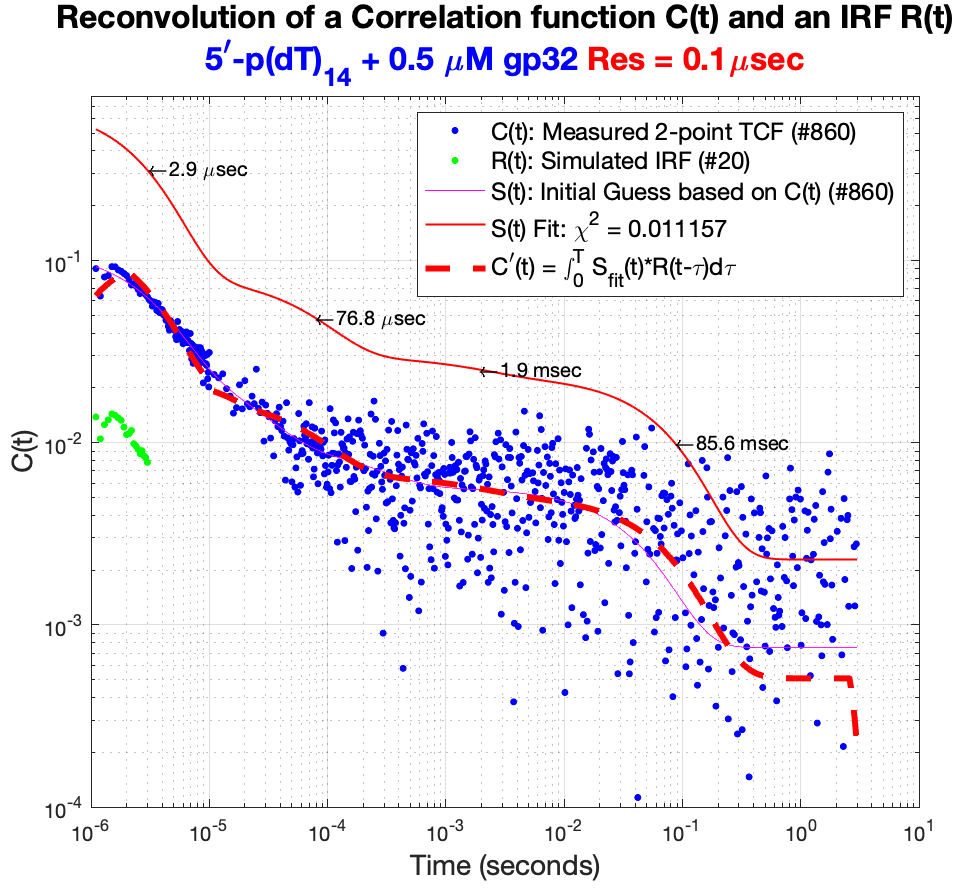 Reconvolution of a Correlation function C(t) and an IRF R(t)
5′-p(dT)₁₄ + 0.5 μM gp32 Res = 0.1μsec
C(t): Measured 2-point TCF (#860)
R(t): Simulated IRF (#20)
S(t): Initial Guess based on C(t) (#860)
S(t) Fit: χ² = 0.011157
C′(t) = ∫₀ᵀ S_fit(t)*R(t-τ)dτ
←2.9 μsec
←76.8 μsec
←1.9 msec
←85.6 msec
C(t)
10⁻¹
10⁻²
10⁻³
10⁻⁴
10⁻⁶ 10⁻⁵ 10⁻⁴ 10⁻³ 10⁻² 10⁻¹ 10⁰ 10¹
Time (seconds)